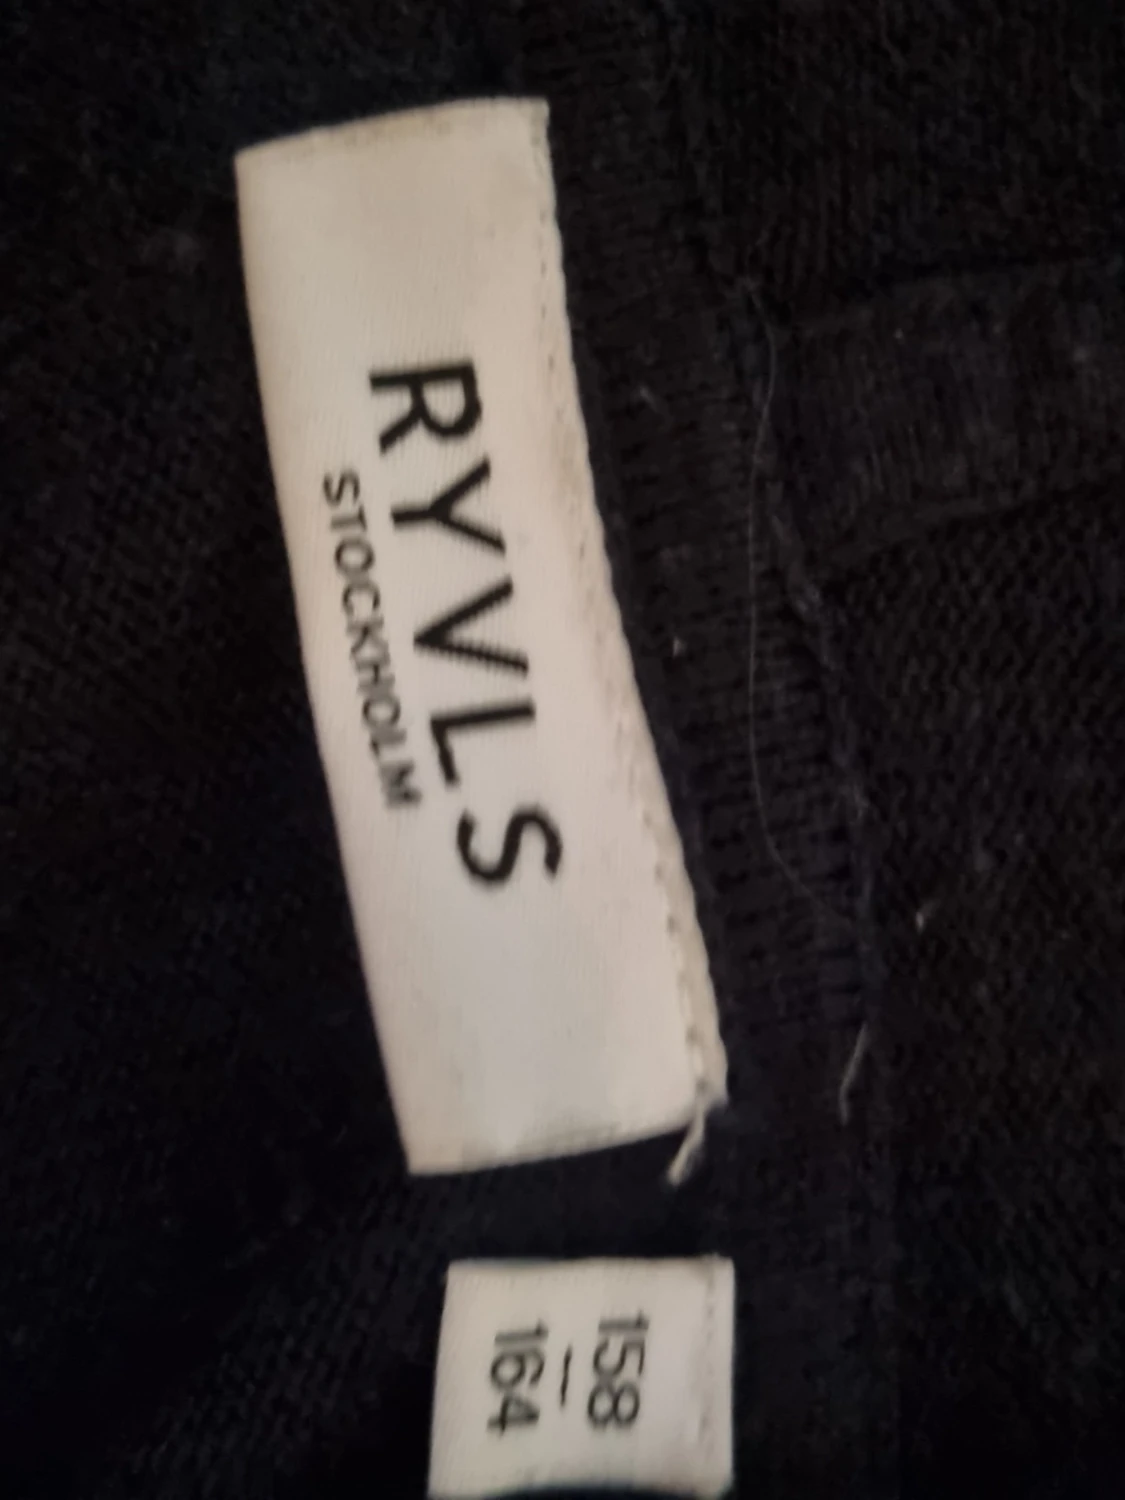 RYVLS
STOCKHOLM
158
–
164